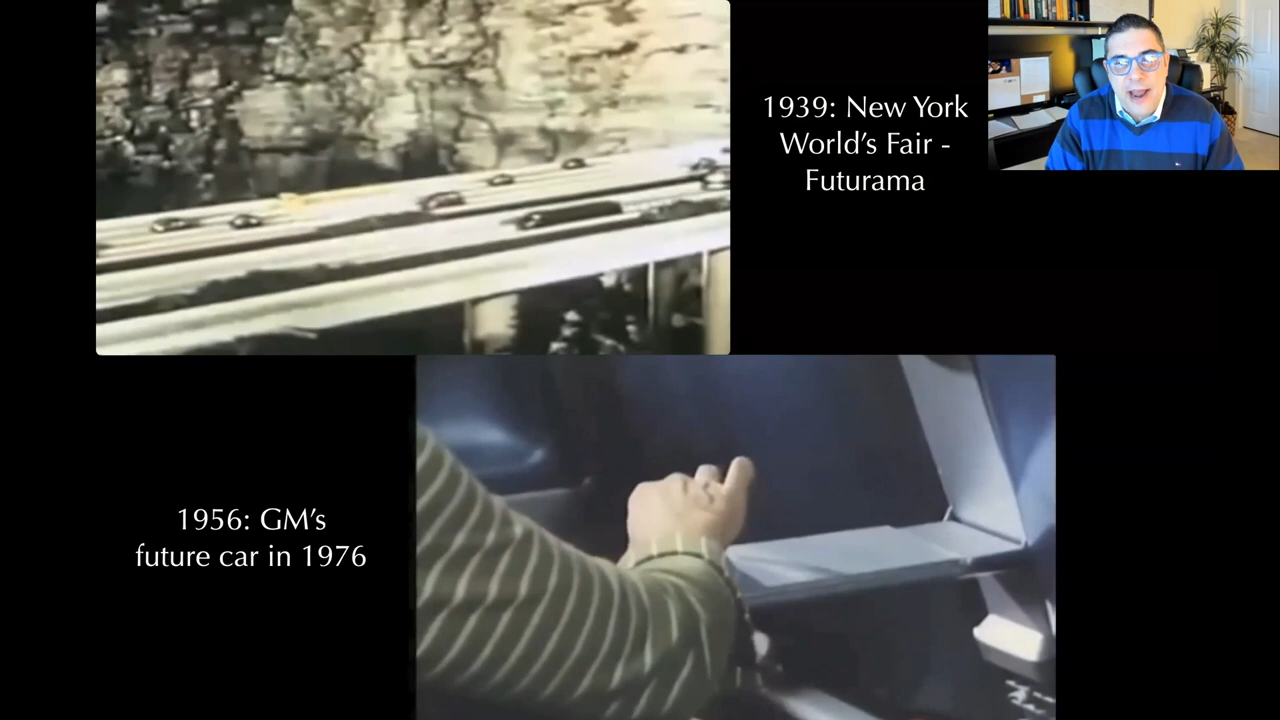 1939: New York
World's Fair -
Futurama
1956: GM's
future car in 1976